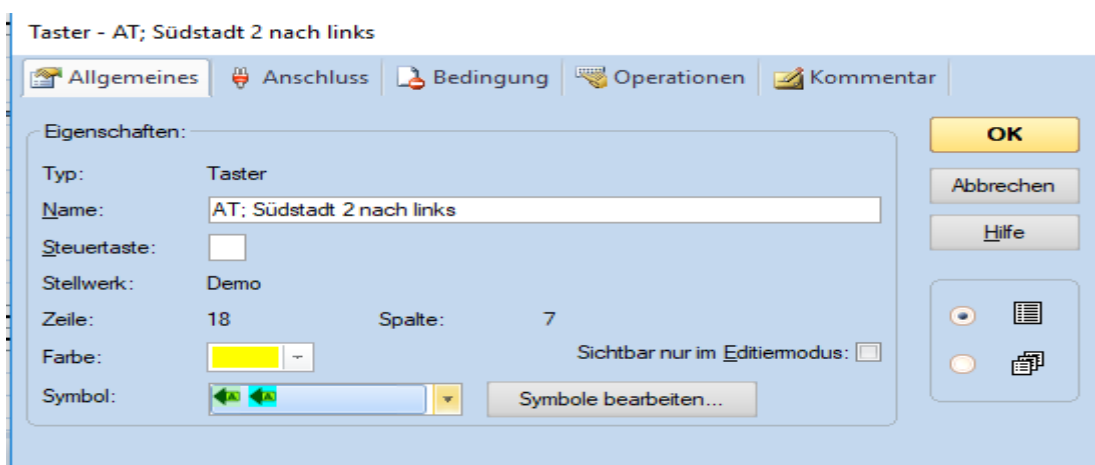 Taster - AT; Südstadt 2 nach links
Allgemeines Anschluss Bedingung Operationen Kommentar
Eigenschaften:
Typ: Taster
Name: AT; Südstadt 2 nach links
Steuertaste:
Stellwerk: Demo
Zeile: 18 Spalte: 7
Farbe: Sichtbar nur im Editiermodus:
Symbol: A A Symbole bearbeiten...
OK
Abbrechen
Hilfe